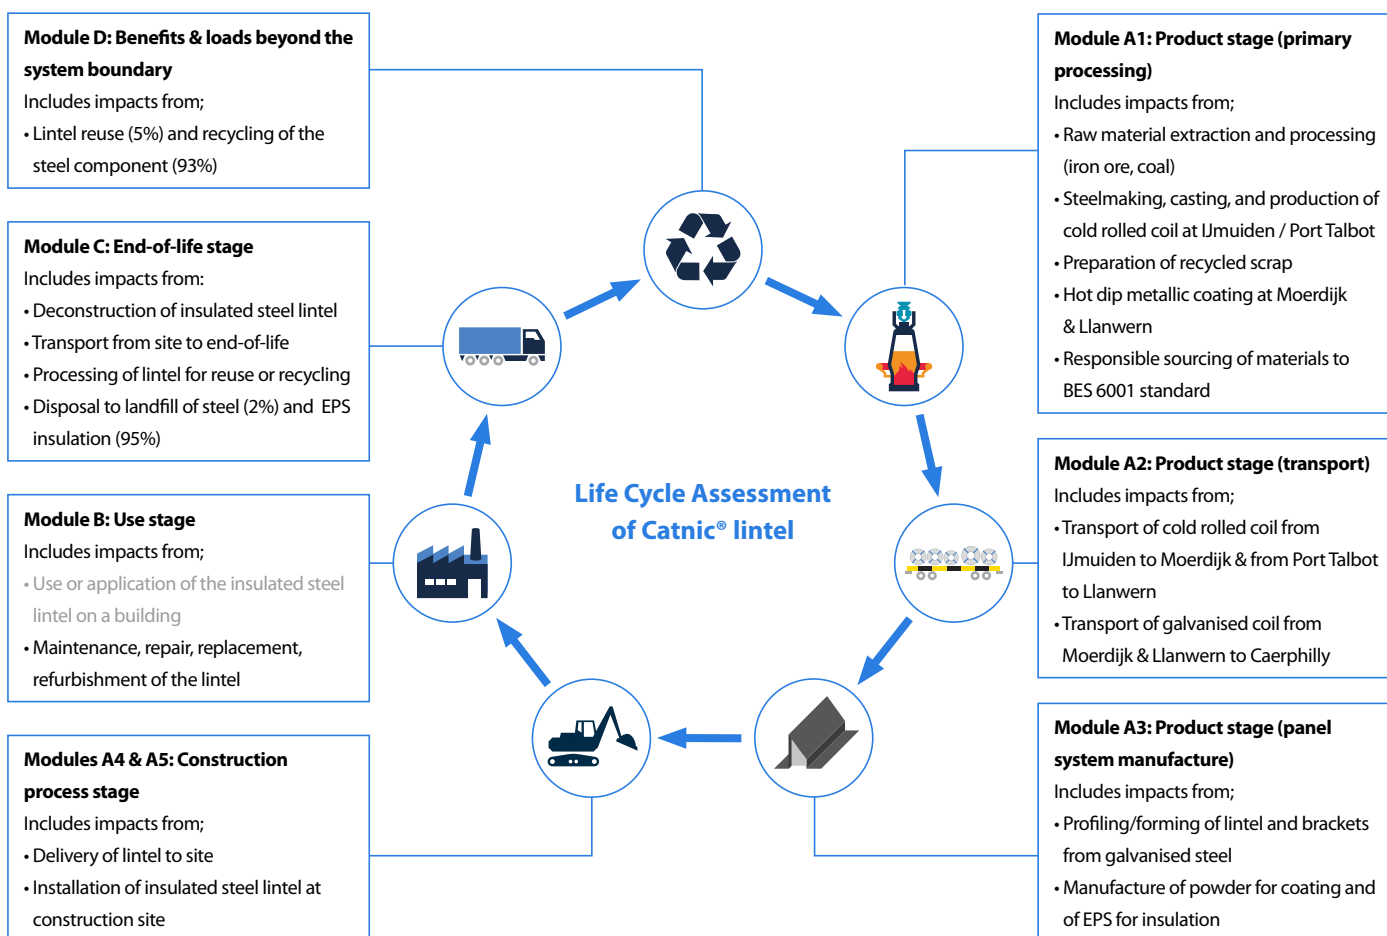 Module D: Benefits & loads beyond the
system boundary
Includes impacts from;
• Lintel reuse (5%) and recycling of the
steel component (93%)
Module C: End-of-life stage
Includes impacts from:
• Deconstruction of insulated steel lintel
• Transport from site to end-of-life
• Processing of lintel for reuse or recycling
• Disposal to landfill of steel (2%) and EPS
insulation (95%)
Module B: Use stage
Includes impacts from;
• Use or application of the insulated steel
lintel on a building
• Maintenance, repair, replacement,
refurbishment of the lintel
Modules A4 & A5: Construction
process stage
Includes impacts from;
• Delivery of lintel to site
• Installation of insulated steel lintel at
construction site
Life Cycle Assessment
of Catnic® lintel
Module A1: Product stage (primary
processing)
Includes impacts from;
• Raw material extraction and processing
(iron ore, coal)
• Steelmaking, casting, and production of
cold rolled coil at IJmuiden / Port Talbot
• Preparation of recycled scrap
• Hot dip metallic coating at Moerdijk
& Llanwern
• Responsible sourcing of materials to
BES 6001 standard
Module A2: Product stage (transport)
Includes impacts from;
• Transport of cold rolled coil from
IJmuiden to Moerdijk & from Port Talbot
to Llanwern
• Transport of galvanised coil from
Moerdijk & Llanwern to Caerphilly
Module A3: Product stage (panel
system manufacture)
Includes impacts from;
• Profiling/forming of lintel and brackets
from galvanised steel
• Manufacture of powder for coating and
of EPS for insulation